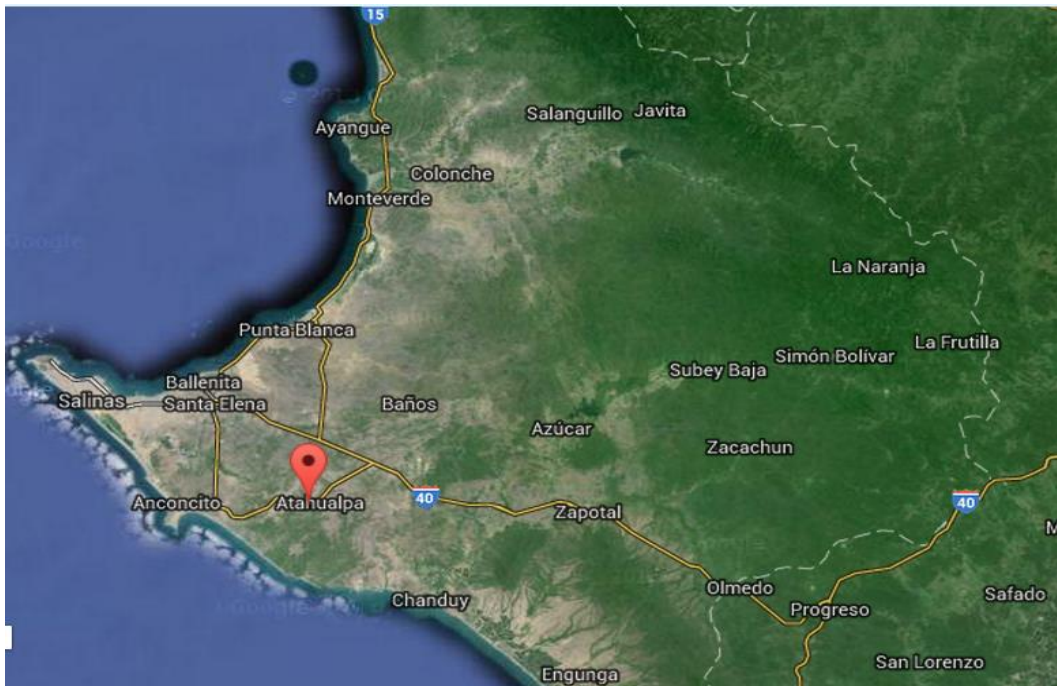 15
Salanguillo
Javita
Ayangue
Colonche
Monteverde
Google
La Naranja
Punta Blanca
La Frutilla
Simón Bolívar
Subey Baja
Ballenita
Salinas
Santa Elena
Baños
Azúcar
Zacachun
Anconcito
Atahualpa
40
40
Zapotal
Olmedo
Safado
Chanduy
Progreso
San Lorenzo
Engunga